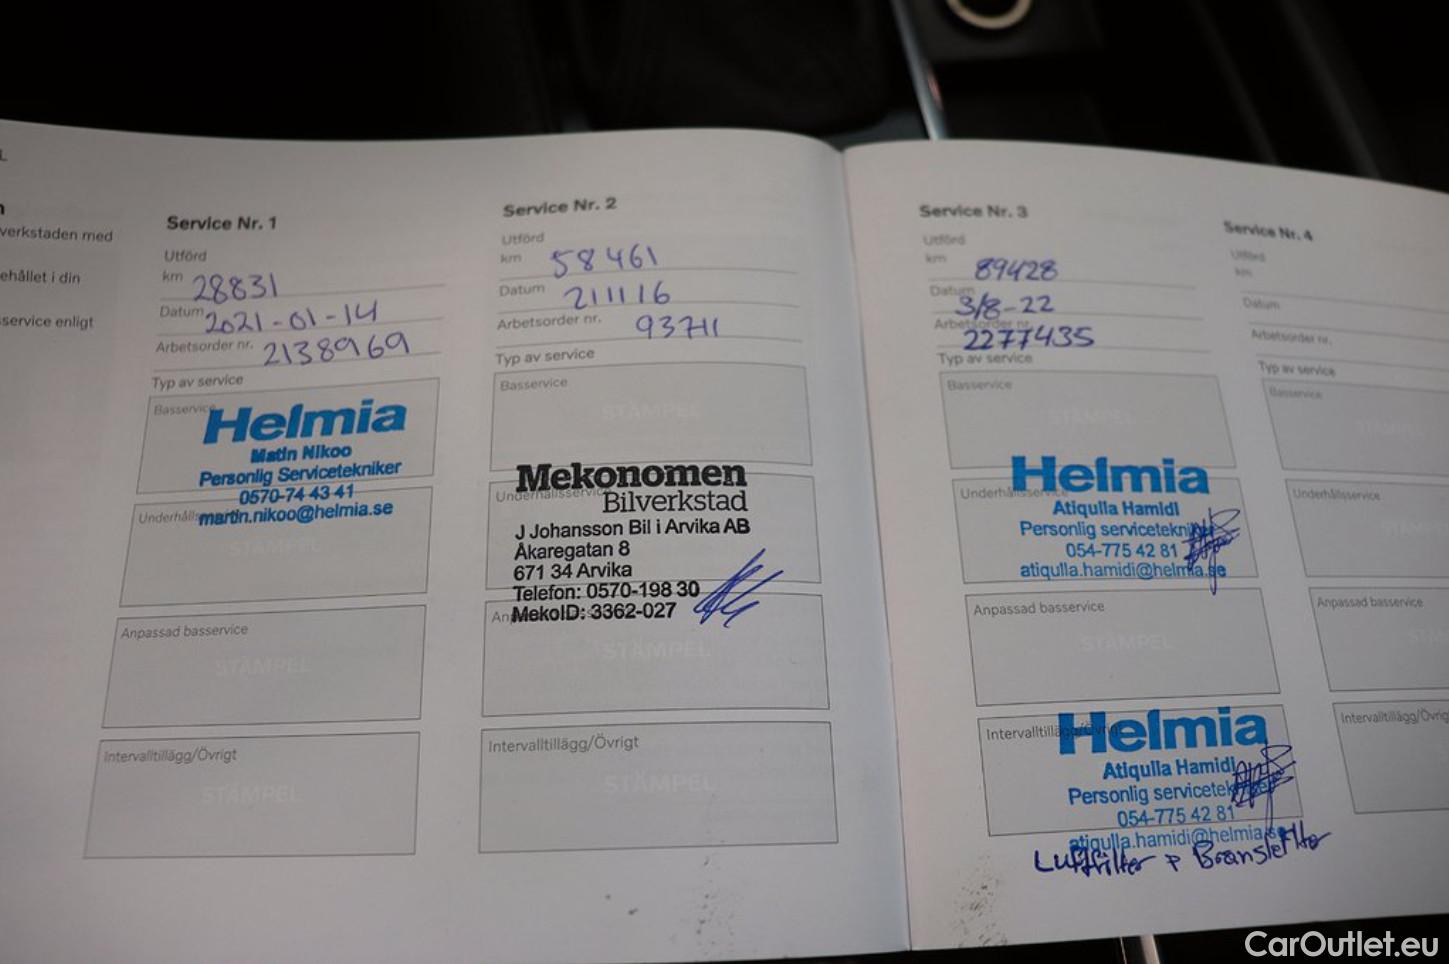 L
n
verkstaden med
ehållet i din
service enligt
Service Nr. 1
Utförd
km 28831
Datum 2021-01-14
Arbetsorder nr. 2138969
Typ av service
Basservice
Helmia
Matin Nikoo
Personlig Servicetekniker
0570-74 43 41
martin.nikoo@helmia.se
STÄMPEL
Anpassad basservice
STÄMPEL
Intervalltillägg/Övrigt
STÄMPEL
Service Nr. 2
Utförd
km 58461
Datum 211116
Arbetsorder nr. 93711
Typ av service
Basservice
STÄMPEL
Mekonomen
Underhållsservice
Bilverkstad
J Johansson Bil i Arvika AB
Åkaregatan 8
671 34 Arvika
Telefon: 0570-198 30
MekoID: 3362-027
STÄMPEL
Intervalltillägg/Övrigt
STÄMPEL
Service Nr. 3
Utförd
km 89428
Datum 3/8-22
Arbetsorder nr. 2277435
Typ av service
Basservice
STÄMPEL
Helmia
Underhållsservice
Atiqulla Hamidi
Personlig servicetekniker
054-775 42 81
atiqulla.hamidi@helmia.se
Anpassad basservice
STÄMPEL
Helmia
Intervalltillägg/Övrigt
Atiqulla Hamidi
Personlig servicetekniker
054-775 42 81
atiqulla.hamidi@helmia.se
Luftfilter + Bränslefilter
Service Nr. 4
Utförd
km
Datum
Arbetsorder nr.
Typ av service
Basservice
Underhållsservice
Anpassad basservice
Intervalltillägg/Övrig
CarOutlet.eu